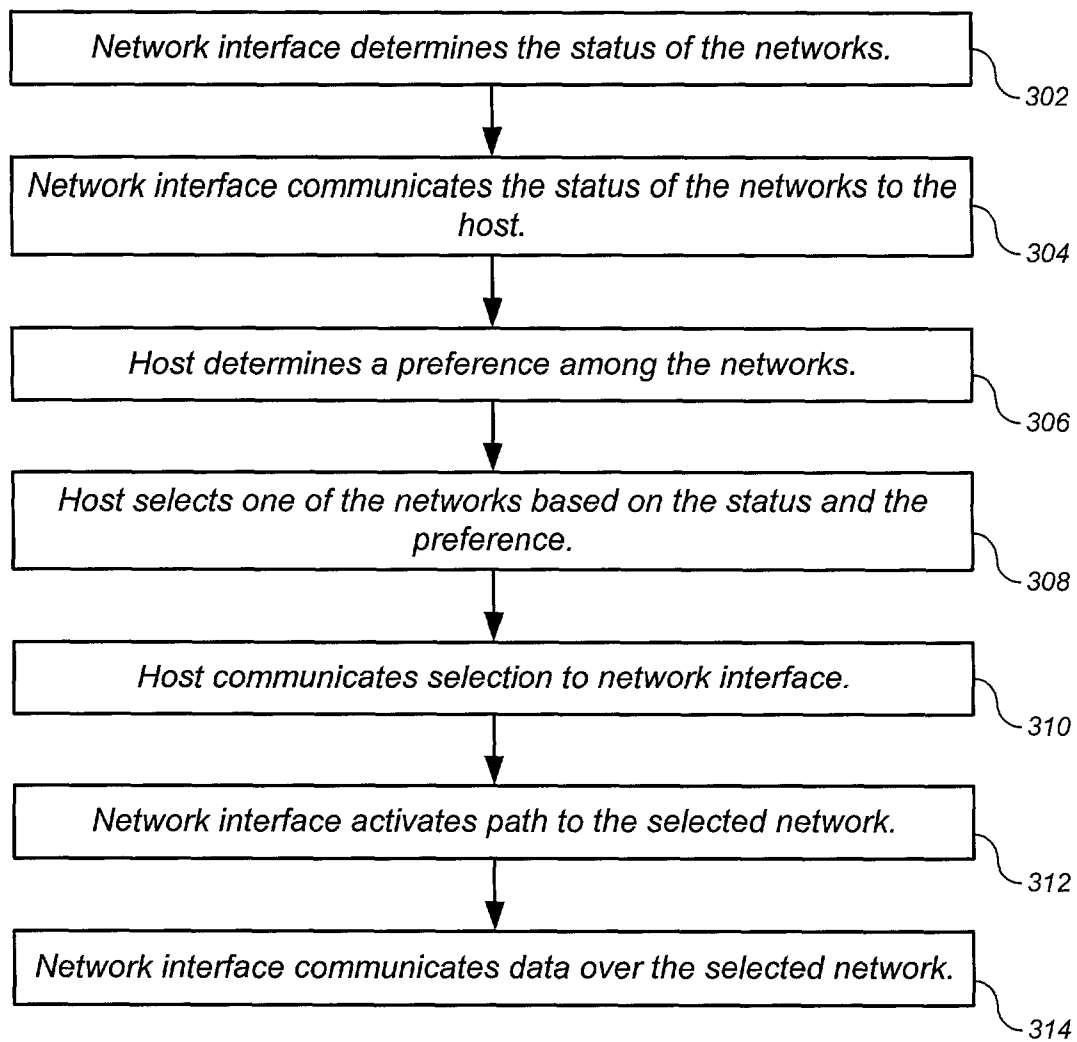 Network interface determines the status of the networks.
302
Network interface communicates the status of the networks to the
host.
304
Host determines a preference among the networks.
306
Host selects one of the networks based on the status and the
preference.
308
Host communicates selection to network interface.
310
Network interface activates path to the selected network.
312
Network interface communicates data over the selected network.
314